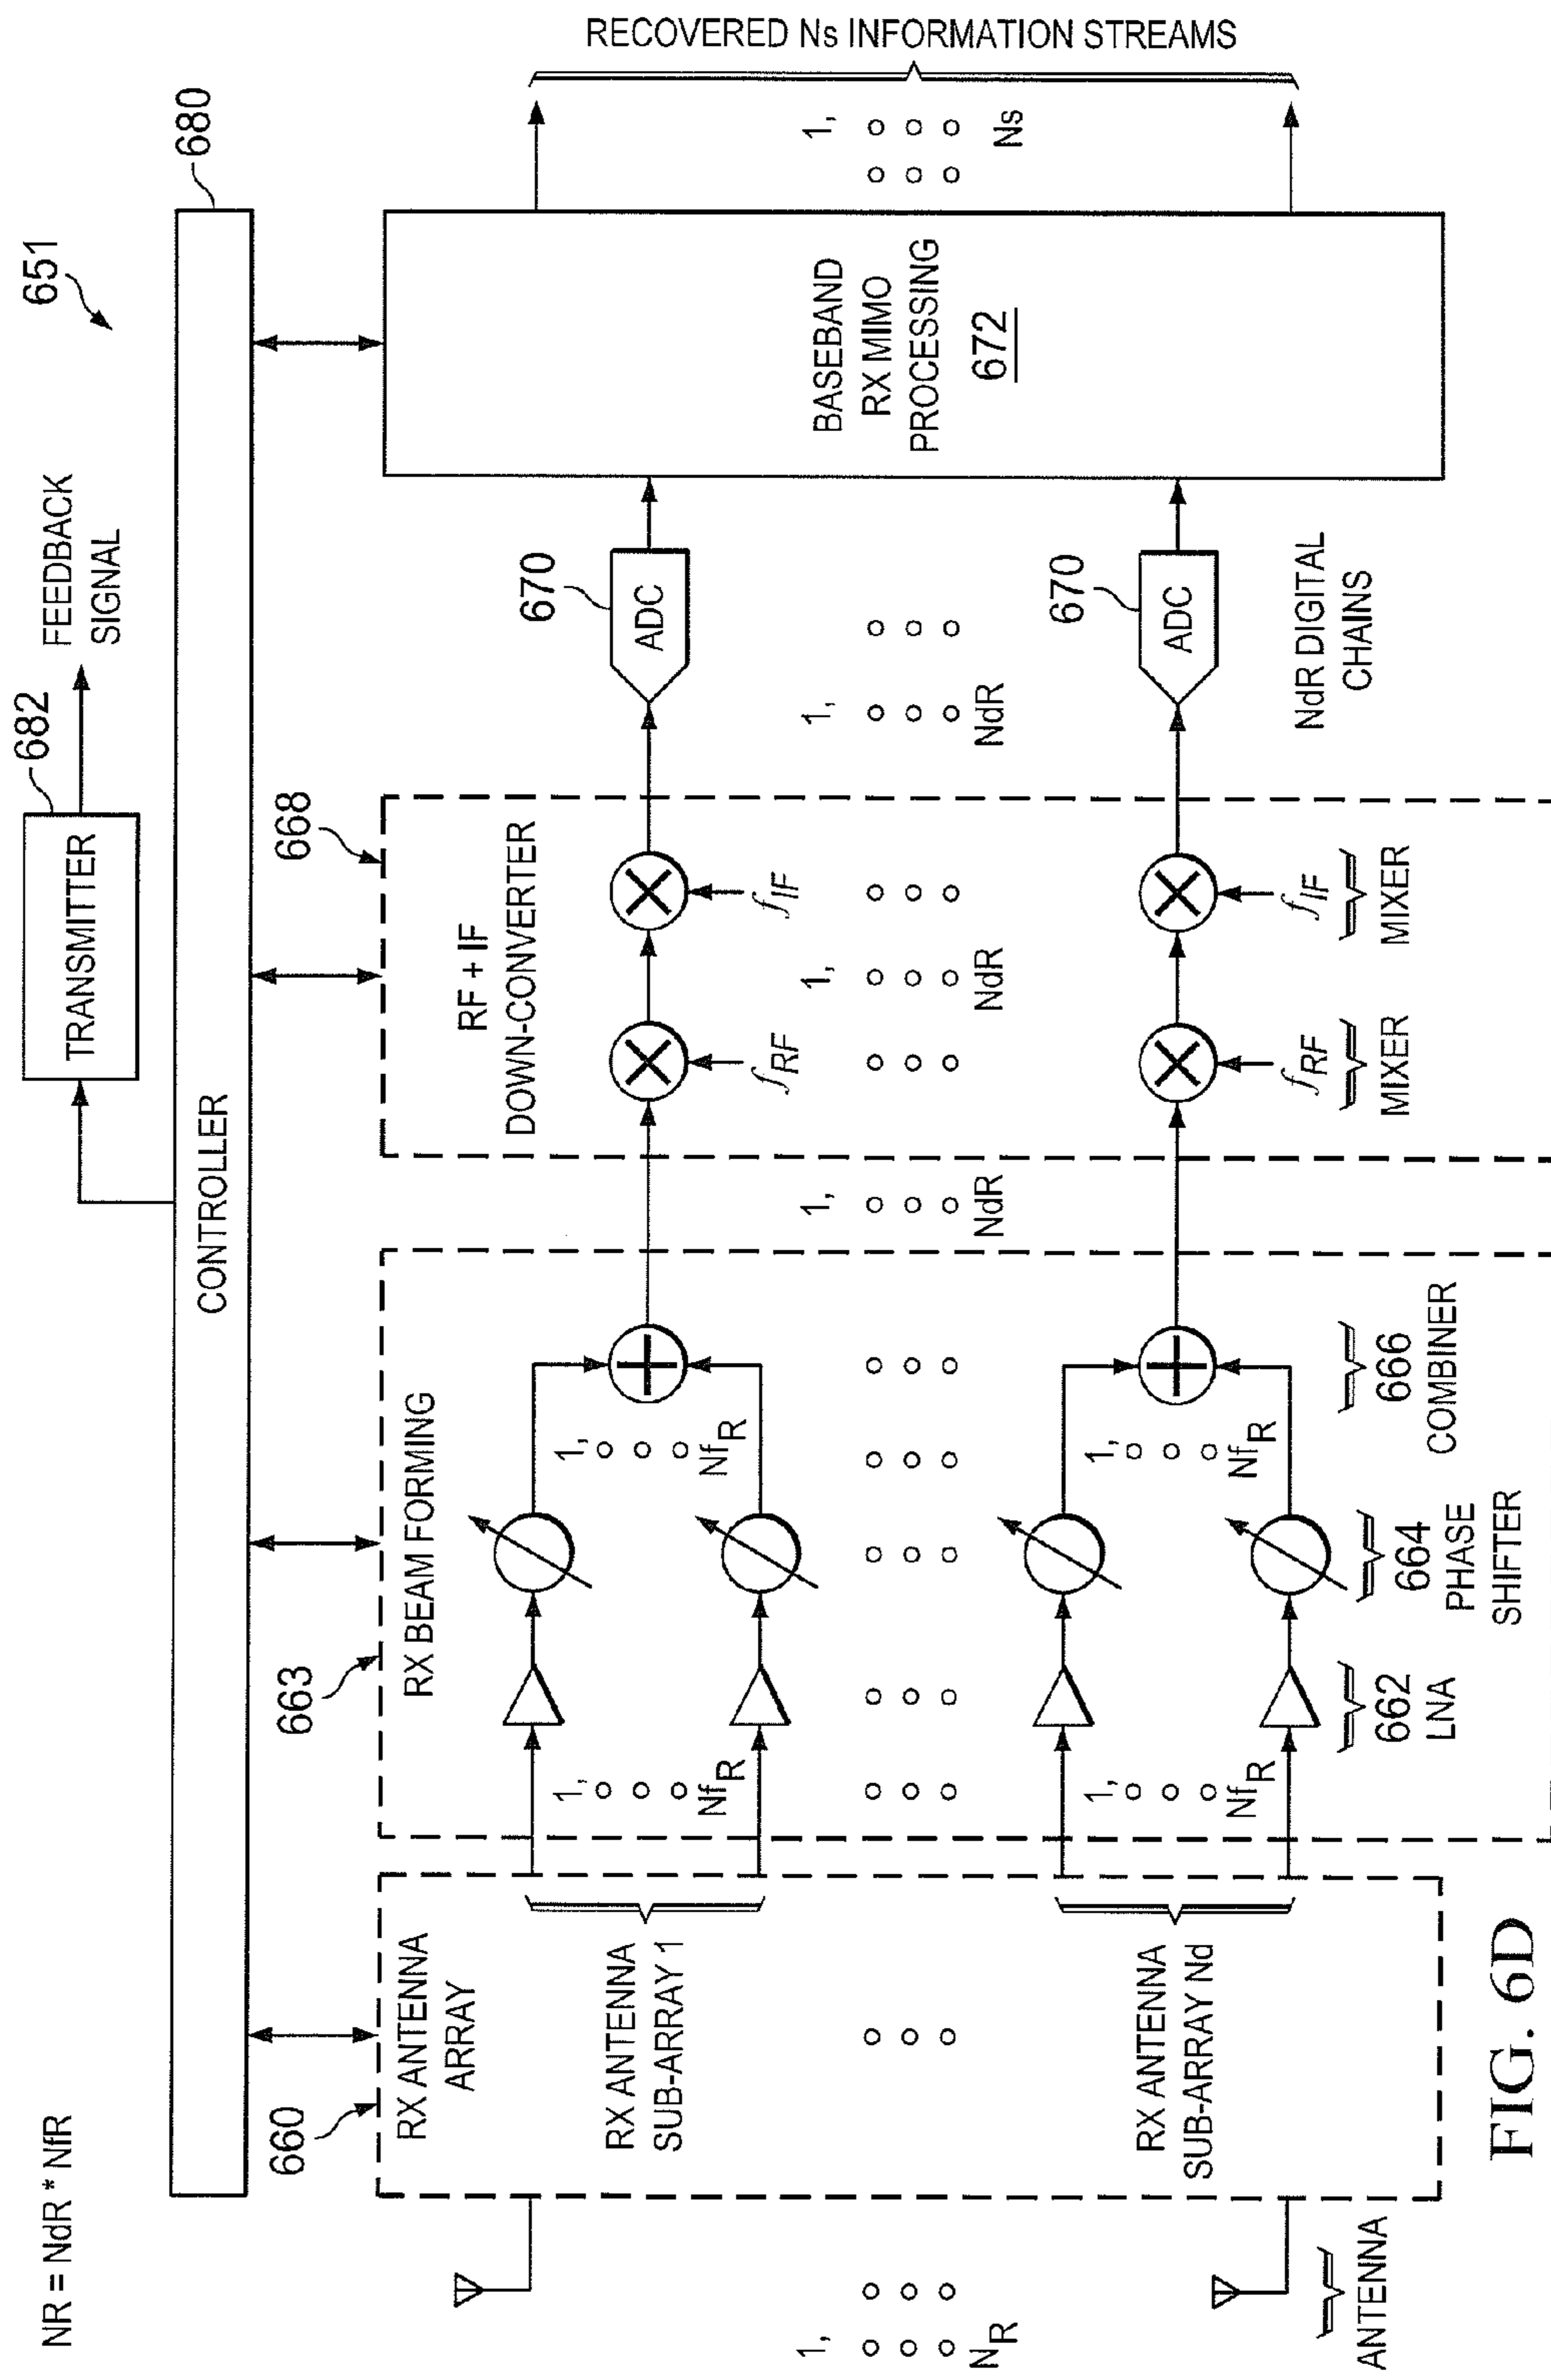 NR = NdR * NfR
651
682
TRANSMITTER
FEEDBACK
SIGNAL
CONTROLLER
680
660
RX ANTENNA
ARRAY
RX ANTENNA
SUB-ARRAY 1
RX ANTENNA
SUB-ARRAY Nd
1,
NR
ANTENNA
663
RX BEAM FORMING
1,
NfR
1,
NfR
1,
NfR
1,
NfR
662
LNA
664
PHASE
SHIFTER
666
COMBINER
1,
NdR
668
RF + IF
DOWN-CONVERTER
fRF
fIF
1,
NdR
fRF
fIF
MIXER
MIXER
670
ADC
1,
NdR
670
ADC
NdR DIGITAL
CHAINS
BASEBAND
RX MIMO
PROCESSING
672
1,
Ns
RECOVERED Ns INFORMATION STREAMS
FIG. 6D